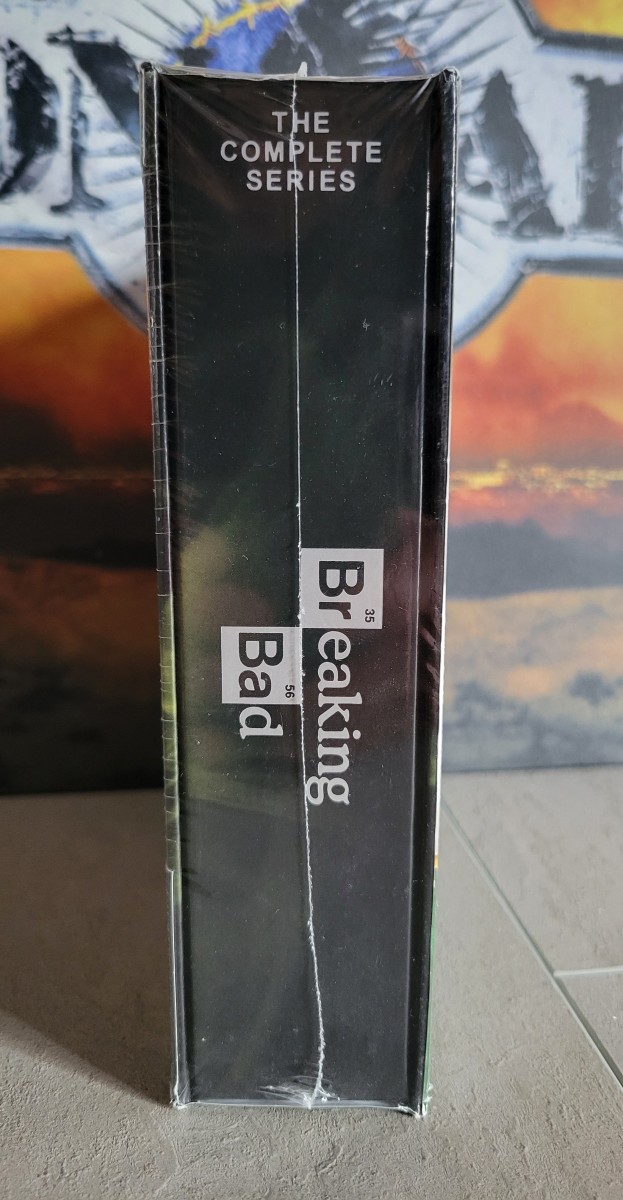 THE
COMPLETE
SERIES
Breaking
35
Bad
56